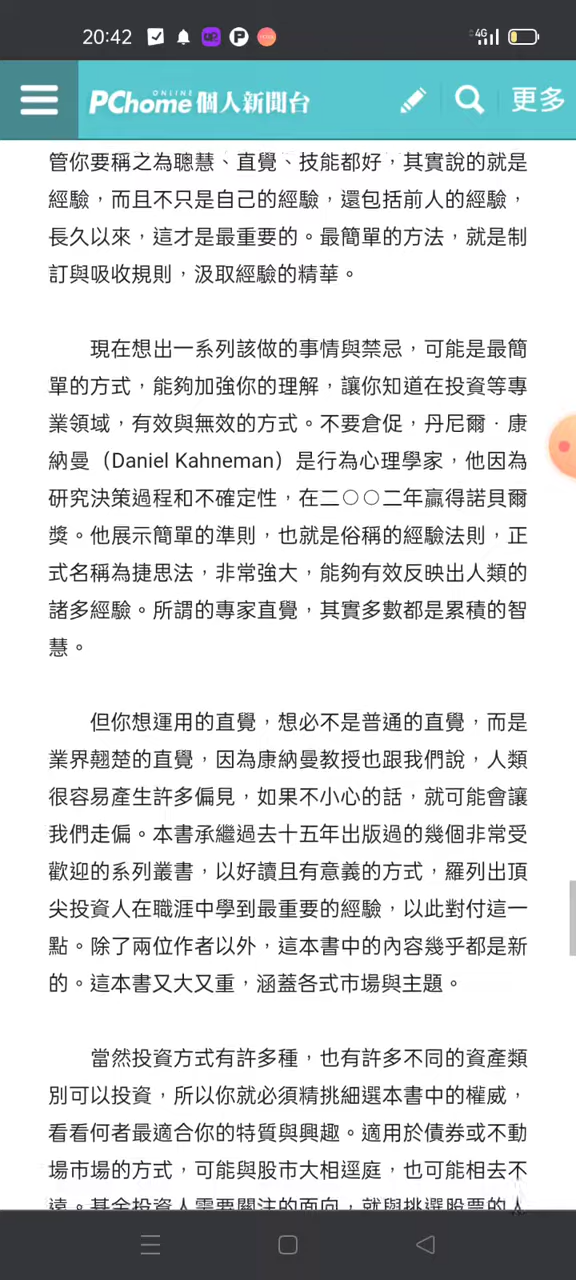 20:42
4G
ONLINE
PChome 個人新聞台
更多
管你要稱之為聰慧、直覺、技能都好，其實說的就是
經驗，而且不只是自己的經驗，還包括前人的經驗，
長久以來，這才是最重要的。最簡單的方法，就是制
訂與吸收規則，汲取經驗的精華。
現在想出一系列該做的事情與禁忌，可能是最簡
單的方式，能夠加強你的理解，讓你知道在投資等專
業領域，有效與無效的方式。不要倉促，丹尼爾．康
納曼（Daniel Kahneman）是行為心理學家，他因為
研究決策過程和不確定性，在二〇〇二年贏得諾貝爾
獎。他展示簡單的準則，也就是俗稱的經驗法則，正
式名稱為捷思法，非常強大，能夠有效反映出人類的
諸多經驗。所謂的專家直覺，其實多數都是累積的智
慧。
但你想運用的直覺，想必不是普通的直覺，而是
業界翹楚的直覺，因為康納曼教授也跟我們說，人類
很容易產生許多偏見，如果不小心的話，就可能會讓
我們走偏。本書承繼過去十五年出版過的幾個非常受
歡迎的系列叢書，以好讀且有意義的方式，羅列出頂
尖投資人在職涯中學到最重要的經驗，以此對付這一
點。除了兩位作者以外，這本書中的內容幾乎都是新
的。這本書又大又重，涵蓋各式市場與主題。
當然投資方式有許多種，也有許多不同的資產類
別可以投資，所以你就必須精挑細選本書中的權威，
看看何者最適合你的特質與興趣。適用於債券或不動
場市場的方式，可能與股市大相逕庭，也可能相去不
遠。基金投資人需要關注的面向，就與挑選股票的人